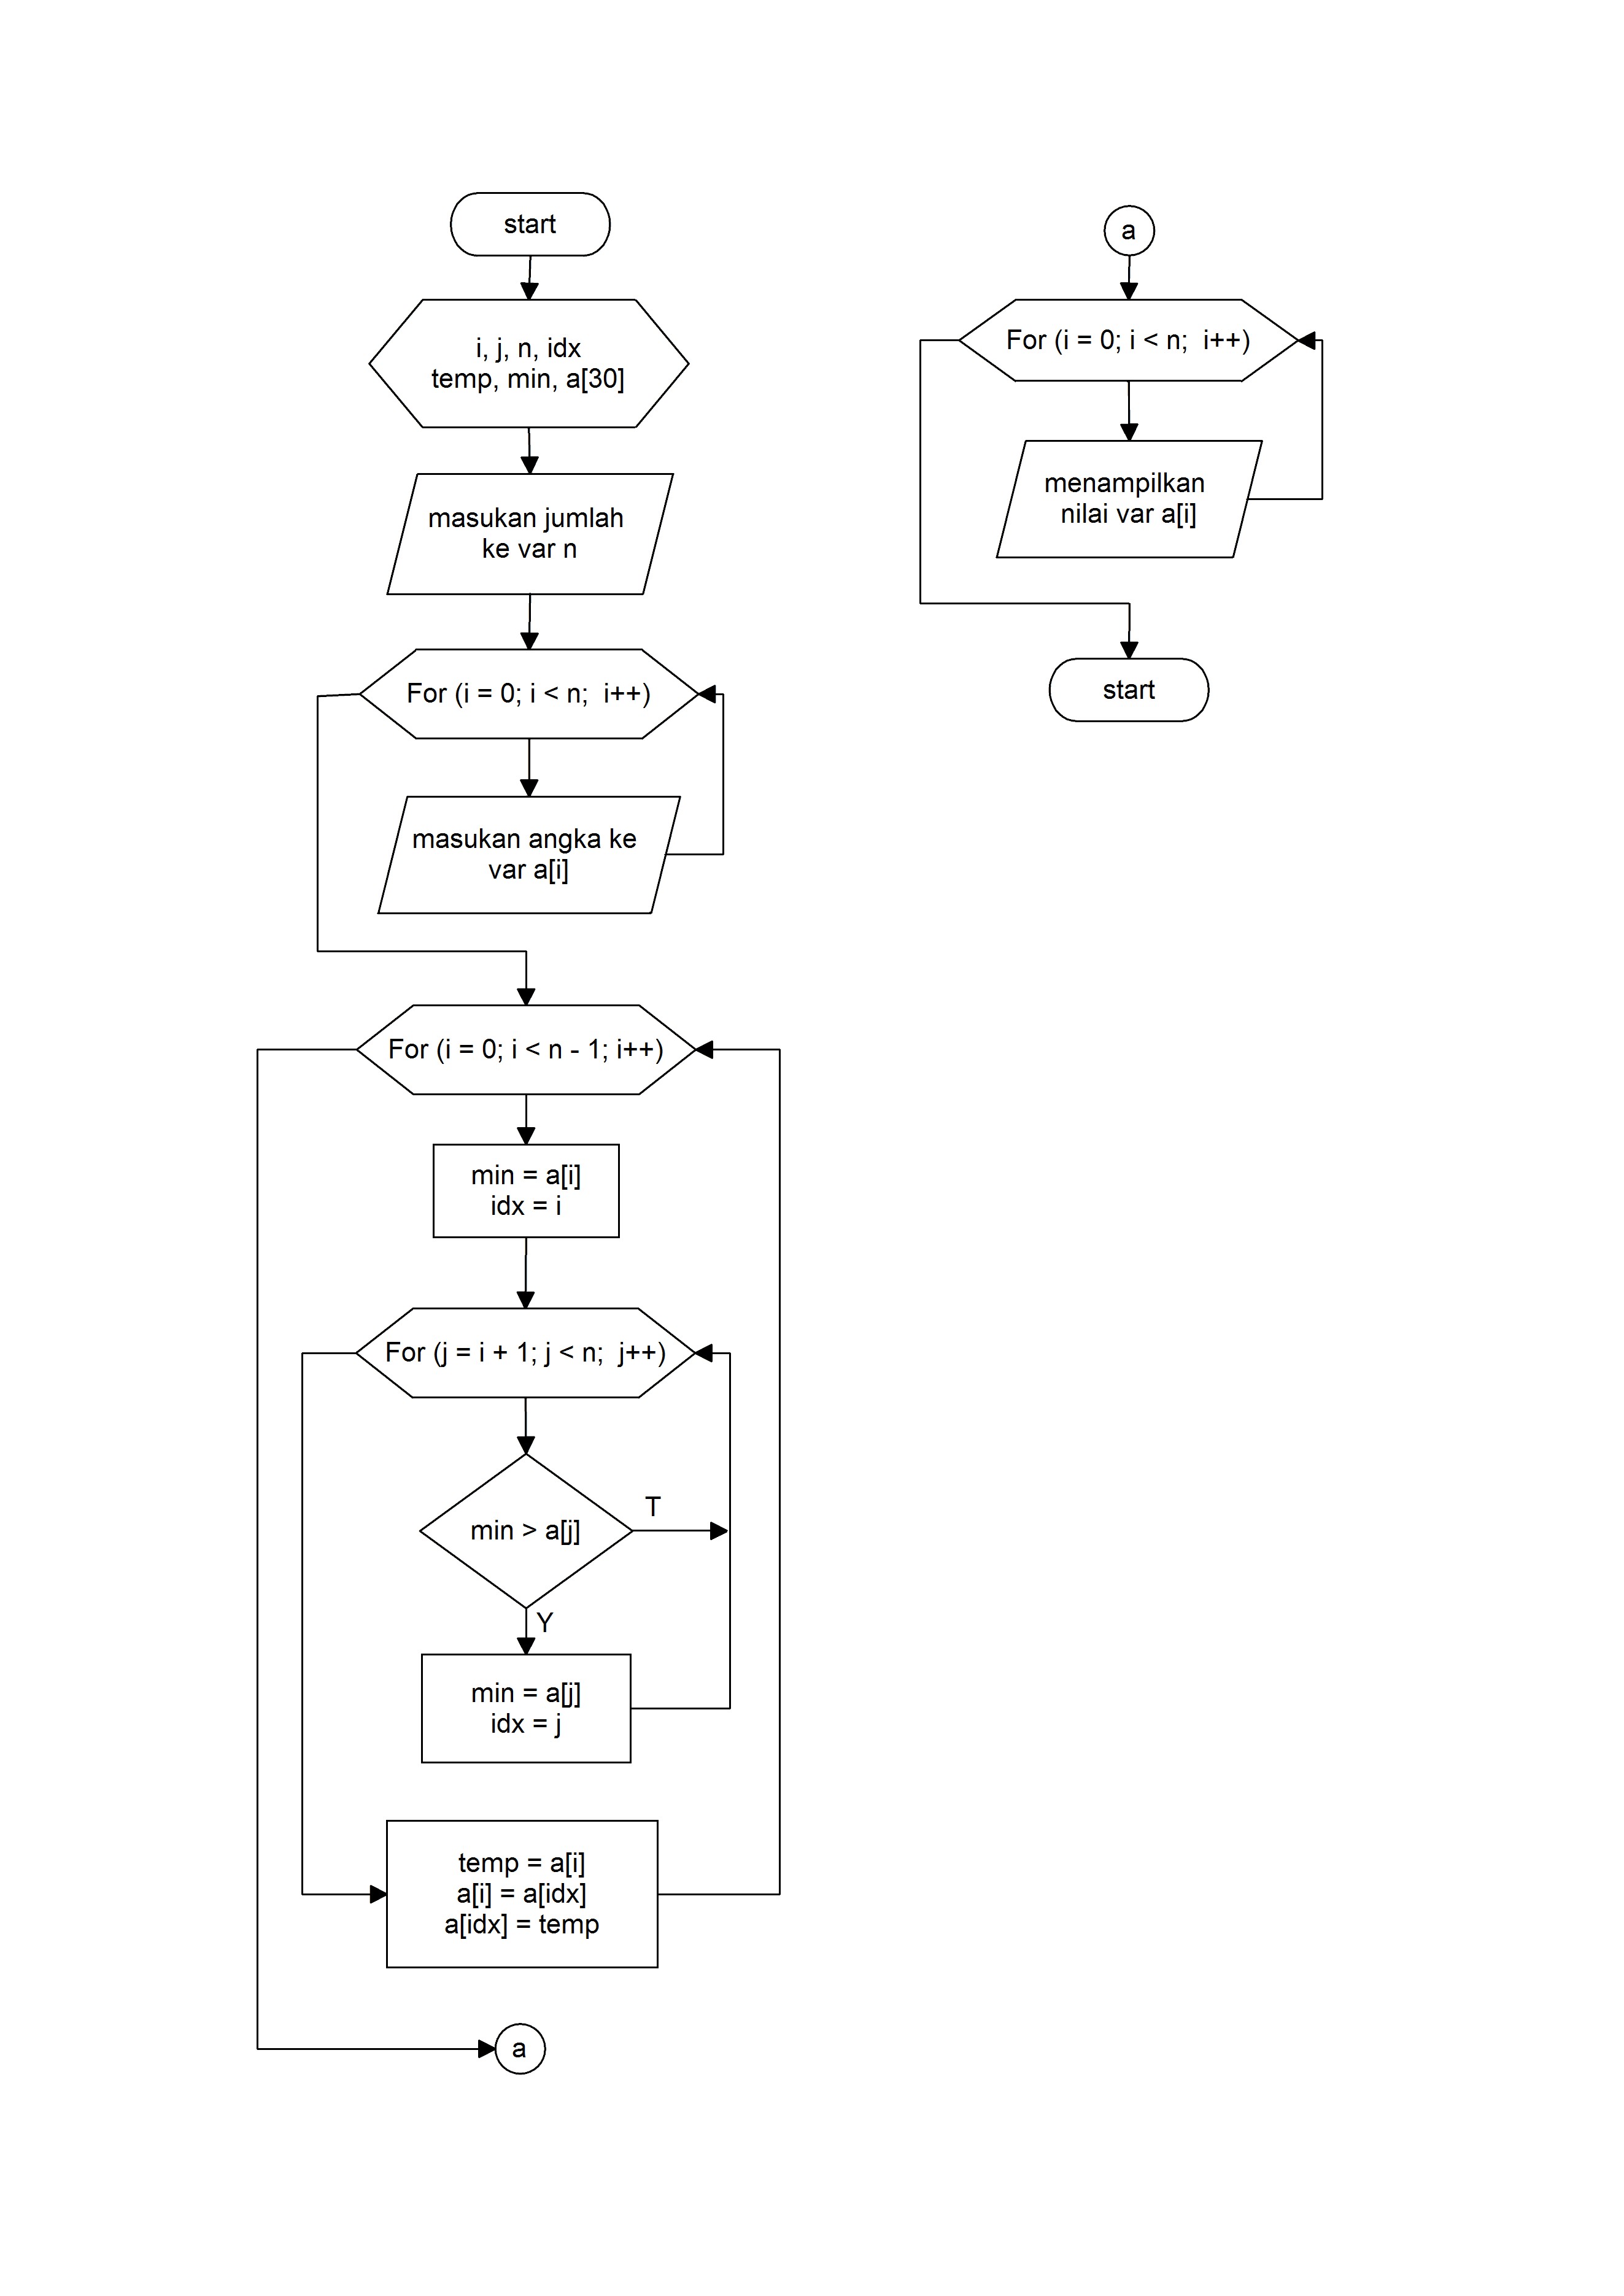 start
i, j, n, idx
temp, min, a[30]
masukan jumlah
ke var n
For (i = 0; i < n;  i++)
masukan angka ke
var a[i]
For (i = 0; i < n - 1; i++)
min = a[i]
idx = i
For (j = i + 1; j < n;  j++)
min > a[j]
T
Y
min = a[j]
idx = j
temp = a[i]
a[i] = a[idx]
a[idx] = temp
a
a
For (i = 0; i < n;  i++)
menampilkan
nilai var a[i]
start